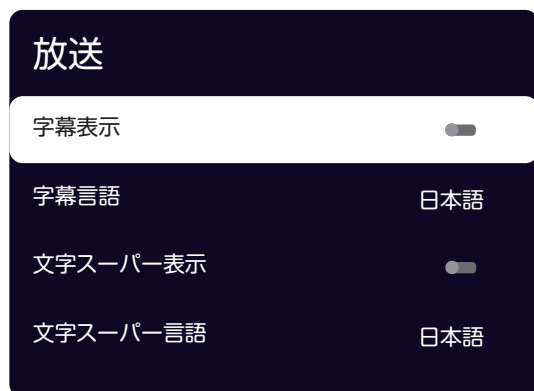 放送
字幕表示
字幕言語 日本語
文字スーパー表示
文字スーパー言語 日本語